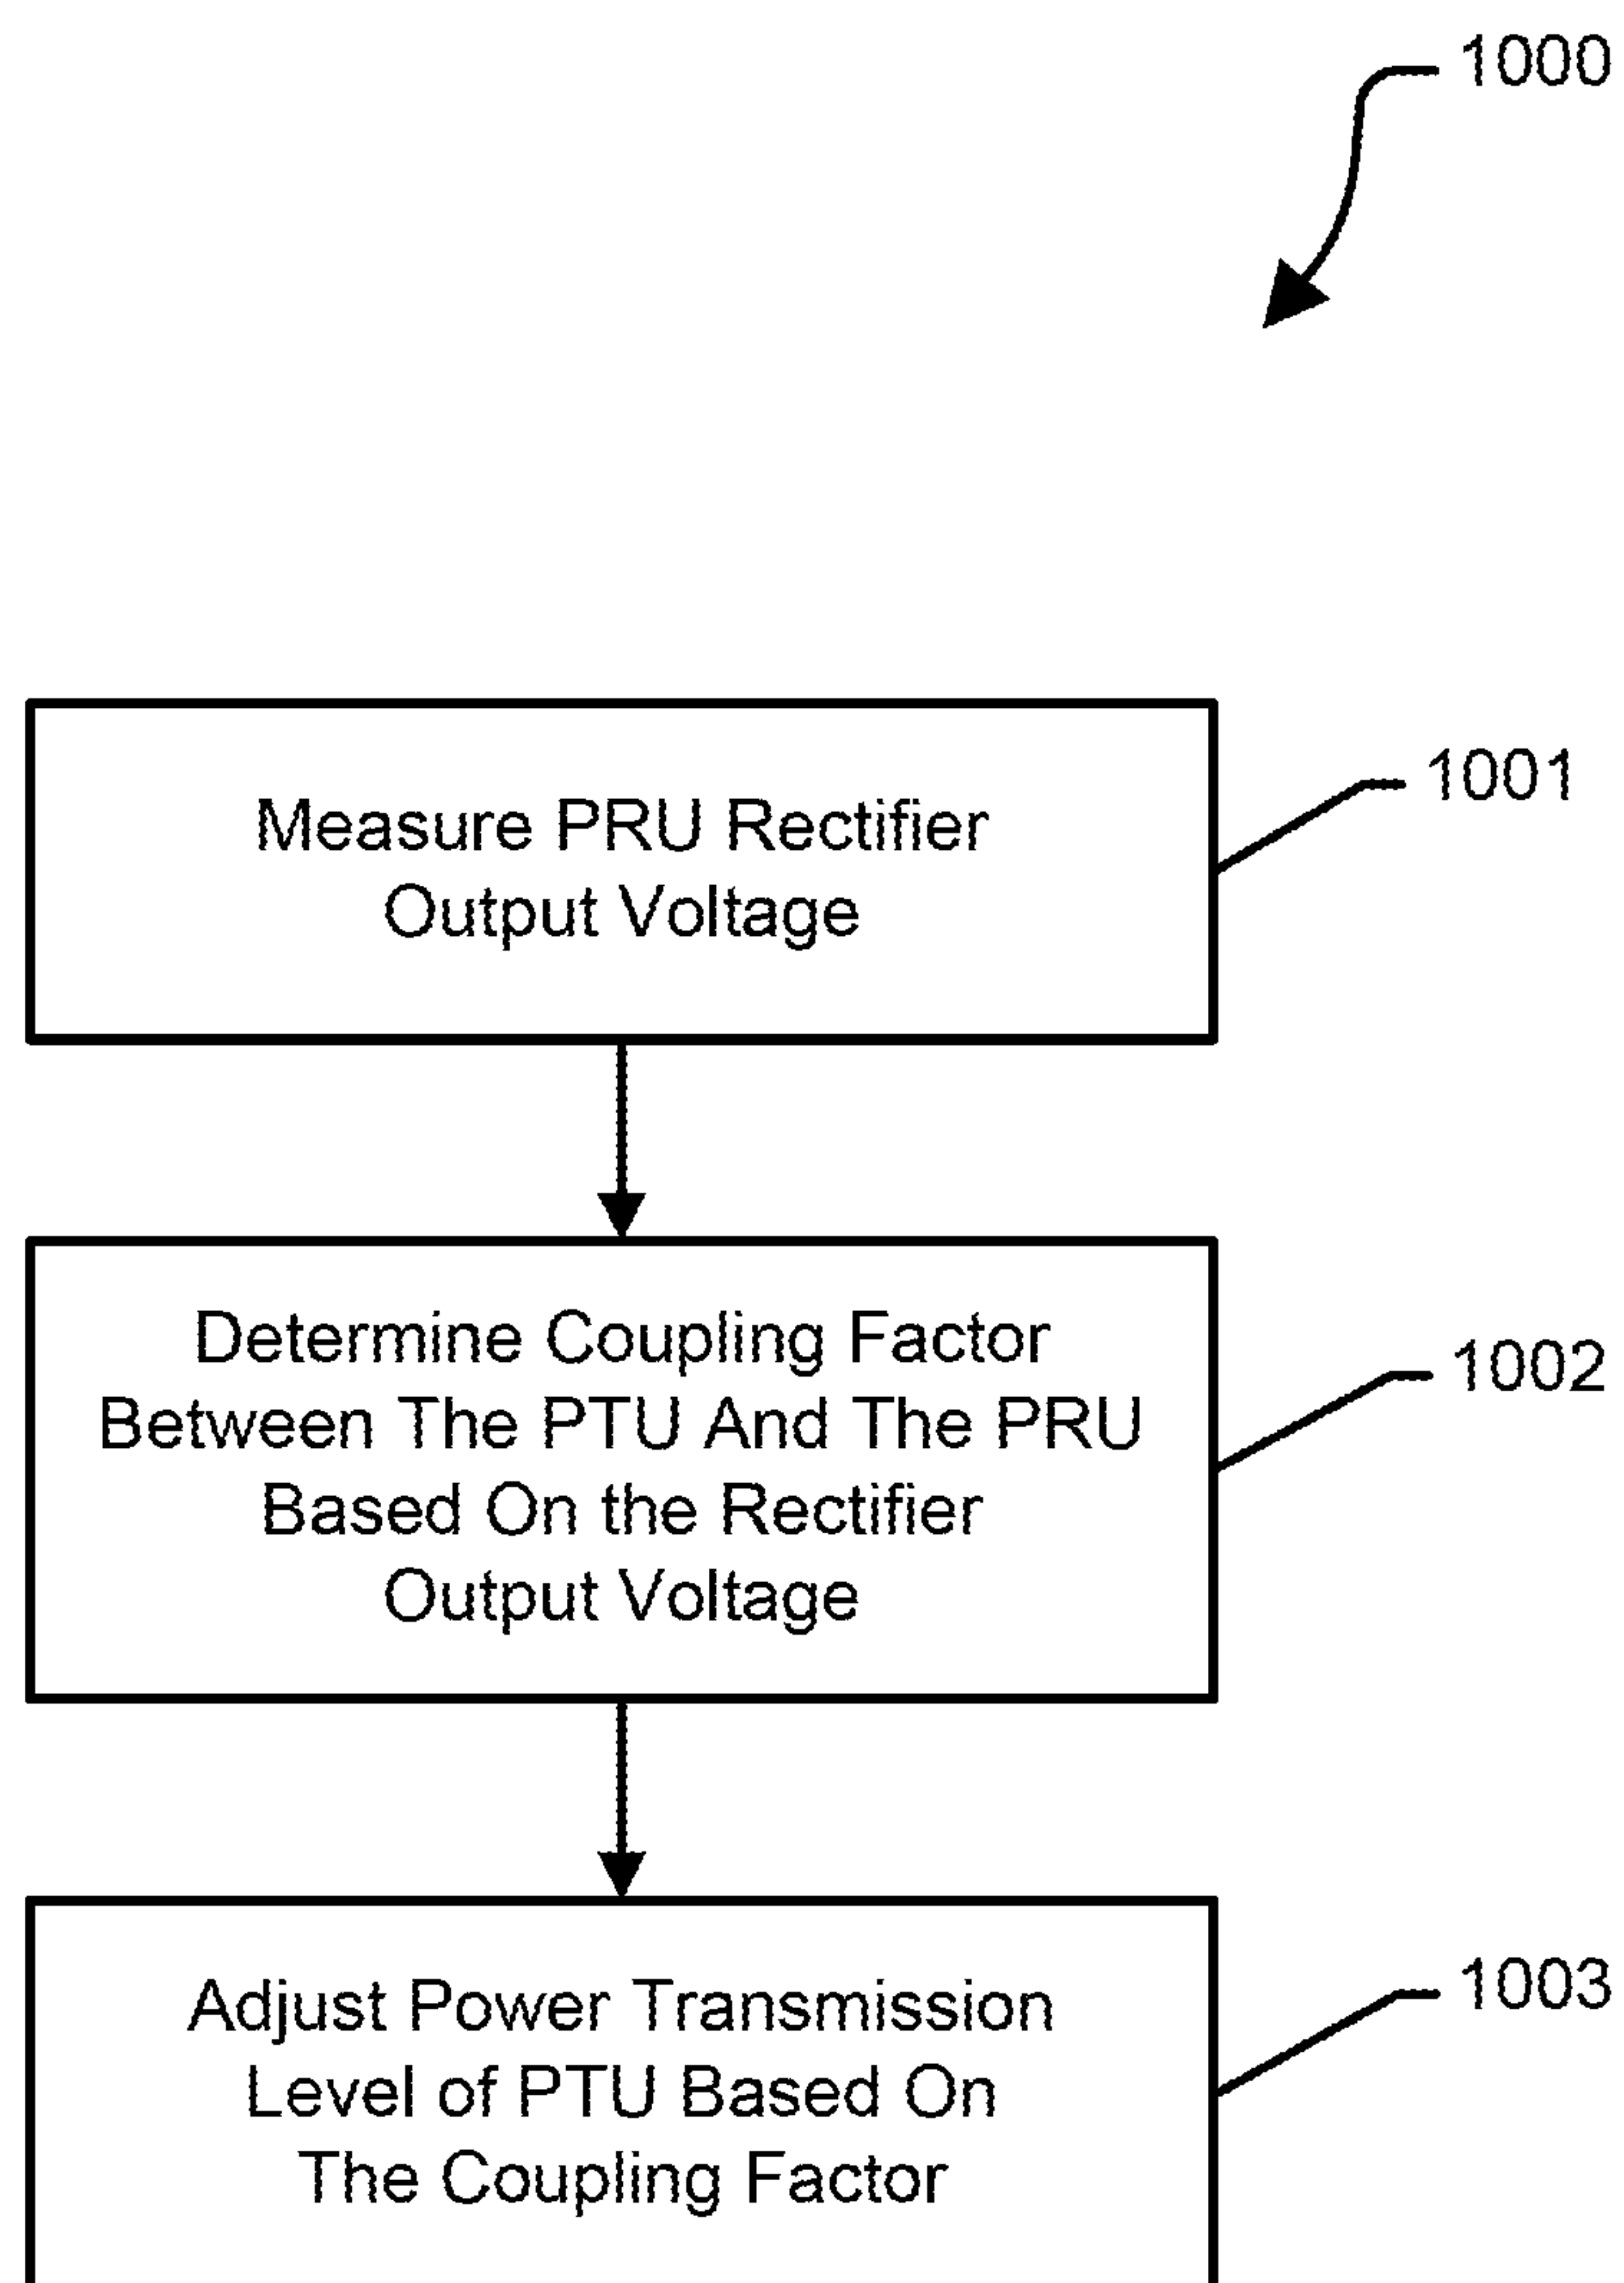 1000
Measure PRU Rectifier
Output Voltage
1001
Determine Coupling Factor
Between The PTU And The PRU
Based On the Rectifier
Output Voltage
1002
Adjust Power Transmission
Level of PTU Based On
The Coupling Factor
1003